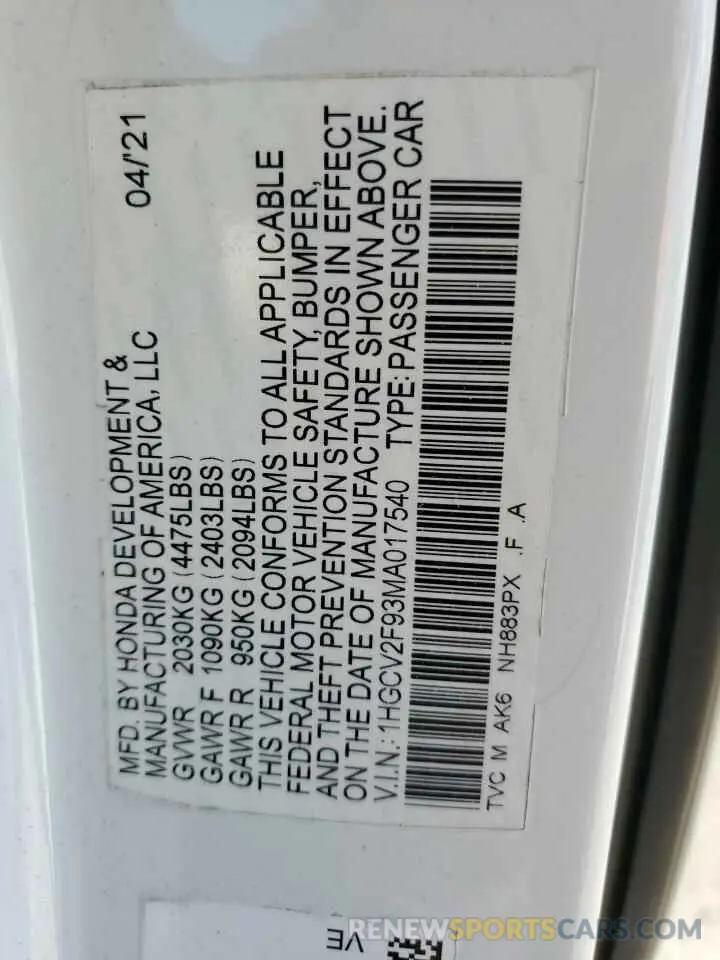 MFD. BY HONDA DEVELOPMENT & 04/'21
MANUFACTURING OF AMERICA, LLC
GVWR 2030KG (4475LBS)
GAWR F 1090KG (2403LBS)
GAWR R 950KG (2094LBS)
THIS VEHICLE CONFORMS TO ALL APPLICABLE
FEDERAL MOTOR VEHICLE SAFETY, BUMPER,
AND THEFT PREVENTION STANDARDS IN EFFECT
ON THE DATE OF MANUFACTURE SHOWN ABOVE.
V.I.N.: 1HGCV2F93MA017540 TYPE: PASSENGER CAR
TVC M AK6 NH883PX .F .A
VE
RENEWSPORTSCARS.COM